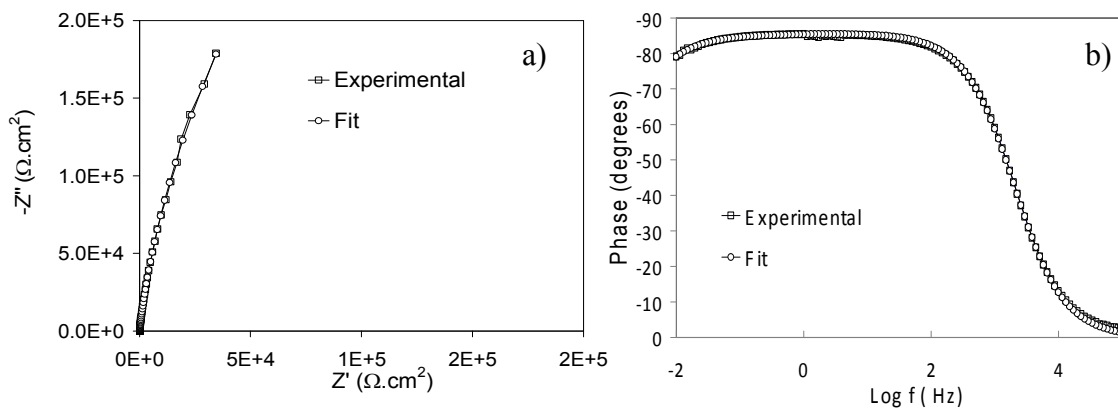 a)
2.0E+5
1.5E+5
1.0E+5
5.0E+4
0.0E+0
-Z" (Ω.cm²)
Experimental
Fit
0E+0 5E+4 1E+5 2E+5 2E+5
Z' (Ω.cm²)
b)
-90
-80
-70
-60
-50
-40
-30
-20
-10
0
Phase (degrees)
Experimental
Fit
-2 0 2 4
Log f ( Hz)